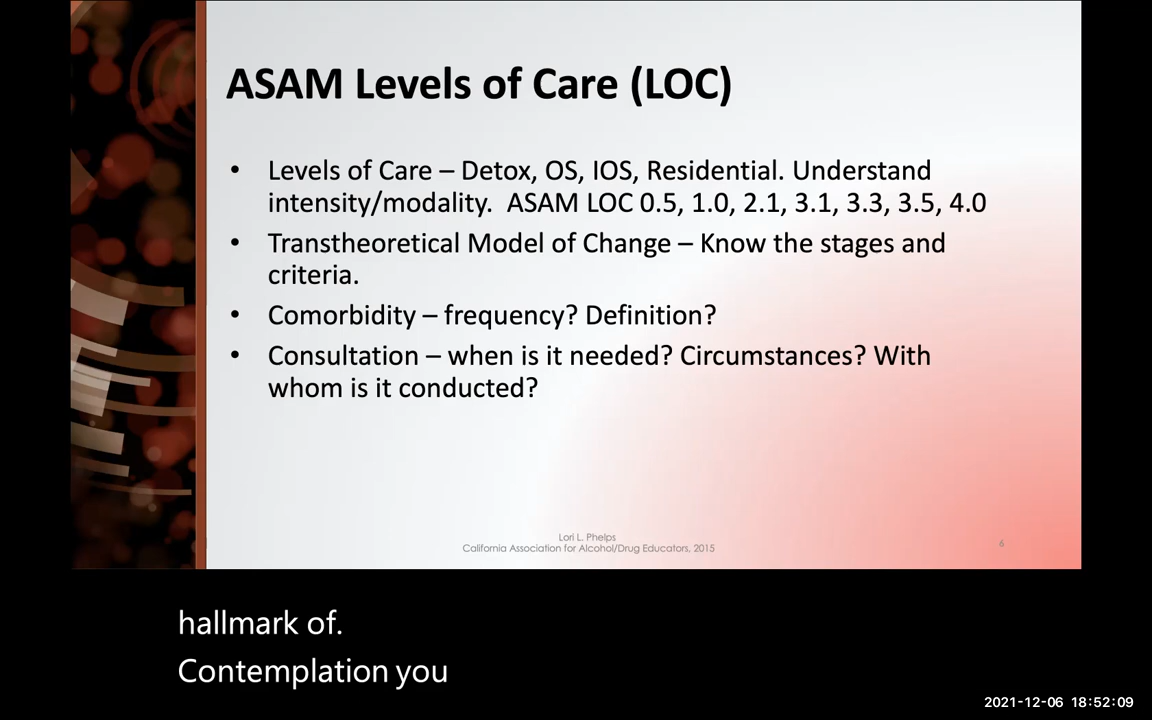 ASAM Levels of Care (LOC)
• Levels of Care – Detox, OS, IOS, Residential. Understand
intensity/modality.  ASAM LOC 0.5, 1.0, 2.1, 3.1, 3.3, 3.5, 4.0
• Transtheoretical Model of Change – Know the stages and
criteria.
• Comorbidity – frequency? Definition?
• Consultation – when is it needed? Circumstances? With
whom is it conducted?
Lori L. Phelps
California Association for Alcohol/Drug Educators, 2015
6
hallmark of.
Contemplation you
2021-12-06 18:52:09